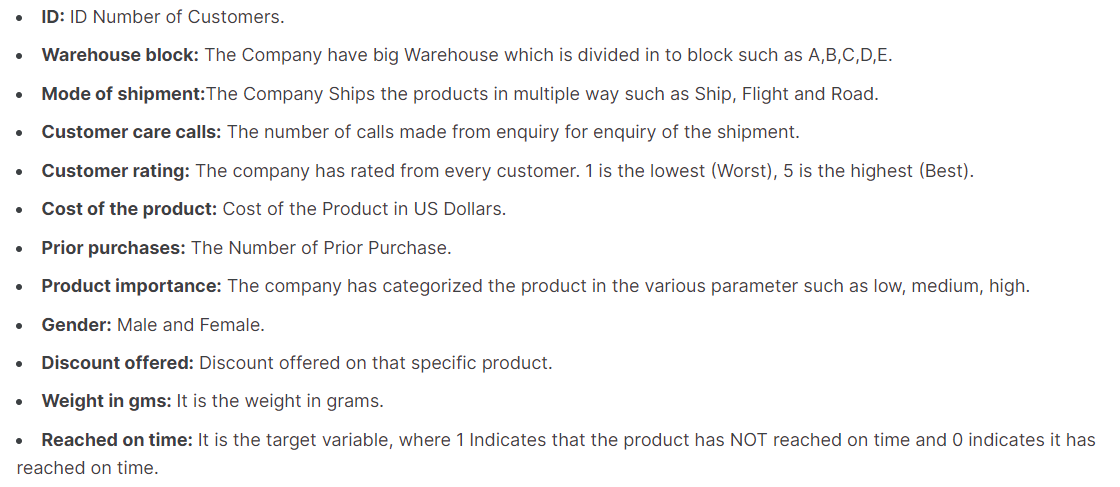 • ID: ID Number of Customers.
• Warehouse block: The Company have big Warehouse which is divided in to block such as A,B,C,D,E.
• Mode of shipment:The Company Ships the products in multiple way such as Ship, Flight and Road.
• Customer care calls: The number of calls made from enquiry for enquiry of the shipment.
• Customer rating: The company has rated from every customer. 1 is the lowest (Worst), 5 is the highest (Best).
• Cost of the product: Cost of the Product in US Dollars.
• Prior purchases: The Number of Prior Purchase.
• Product importance: The company has categorized the product in the various parameter such as low, medium, high.
• Gender: Male and Female.
• Discount offered: Discount offered on that specific product.
• Weight in gms: It is the weight in grams.
• Reached on time: It is the target variable, where 1 Indicates that the product has NOT reached on time and 0 indicates it has
reached on time.